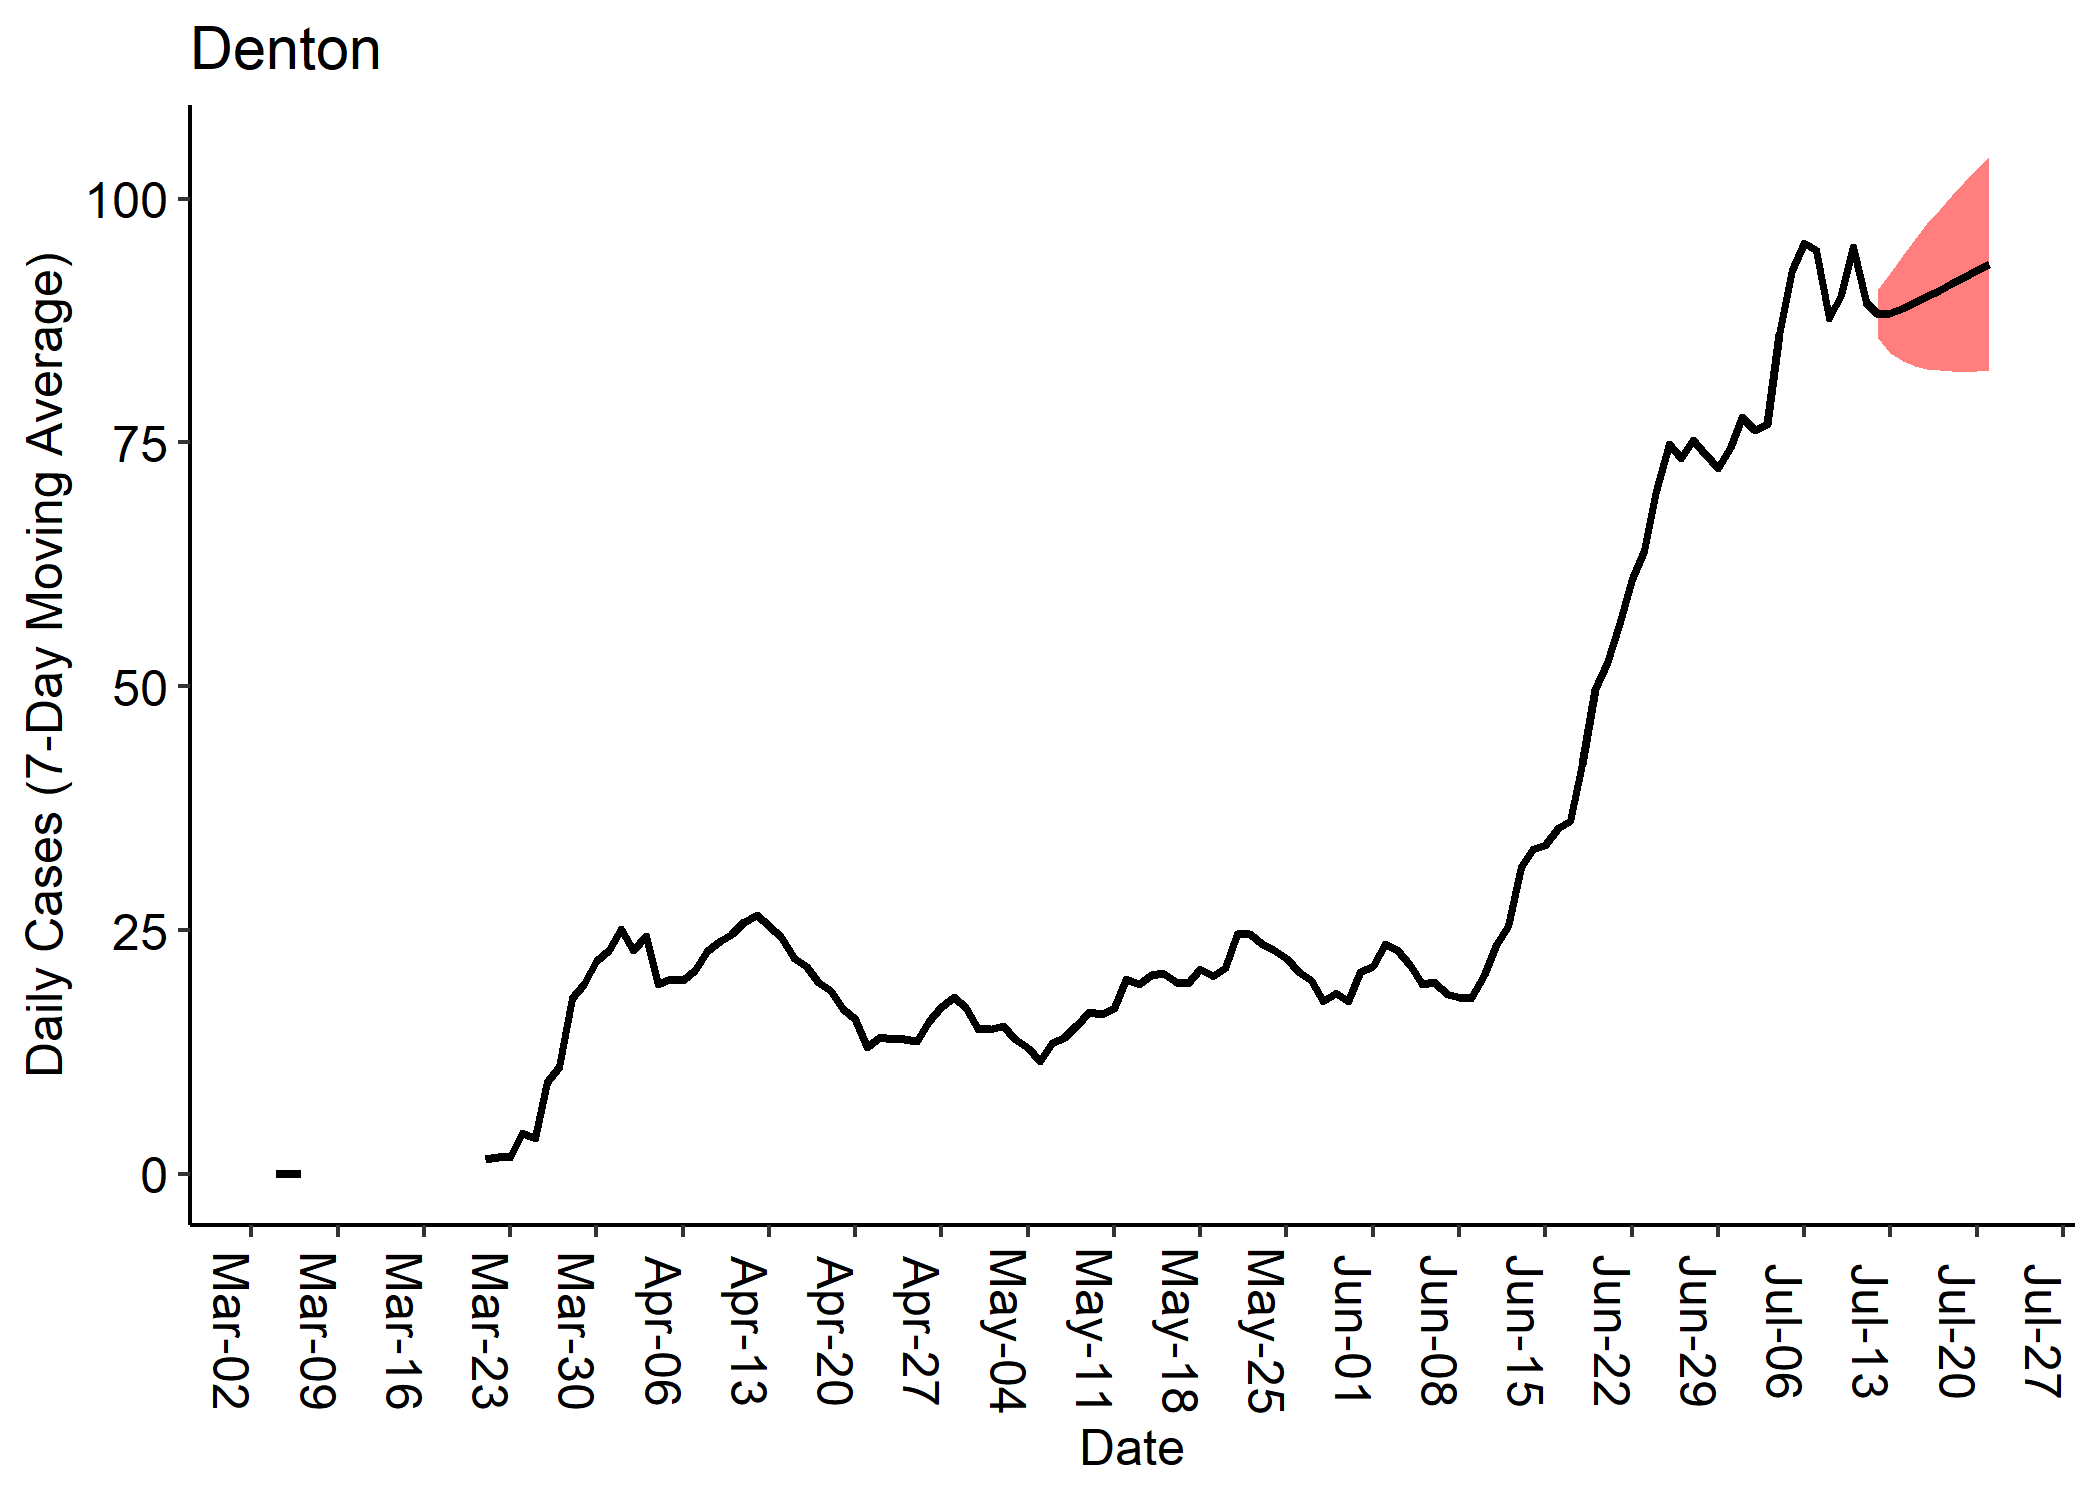 Denton
Daily Cases (7-Day Moving Average)
100
75
50
25
0
Mar-02
Mar-09
Mar-16
Mar-23
Mar-30
Apr-06
Apr-13
Apr-20
Apr-27
May-04
May-11
May-18
May-25
Jun-01
Jun-08
Jun-15
Jun-22
Jun-29
Jul-06
Jul-13
Jul-20
Jul-27
Date